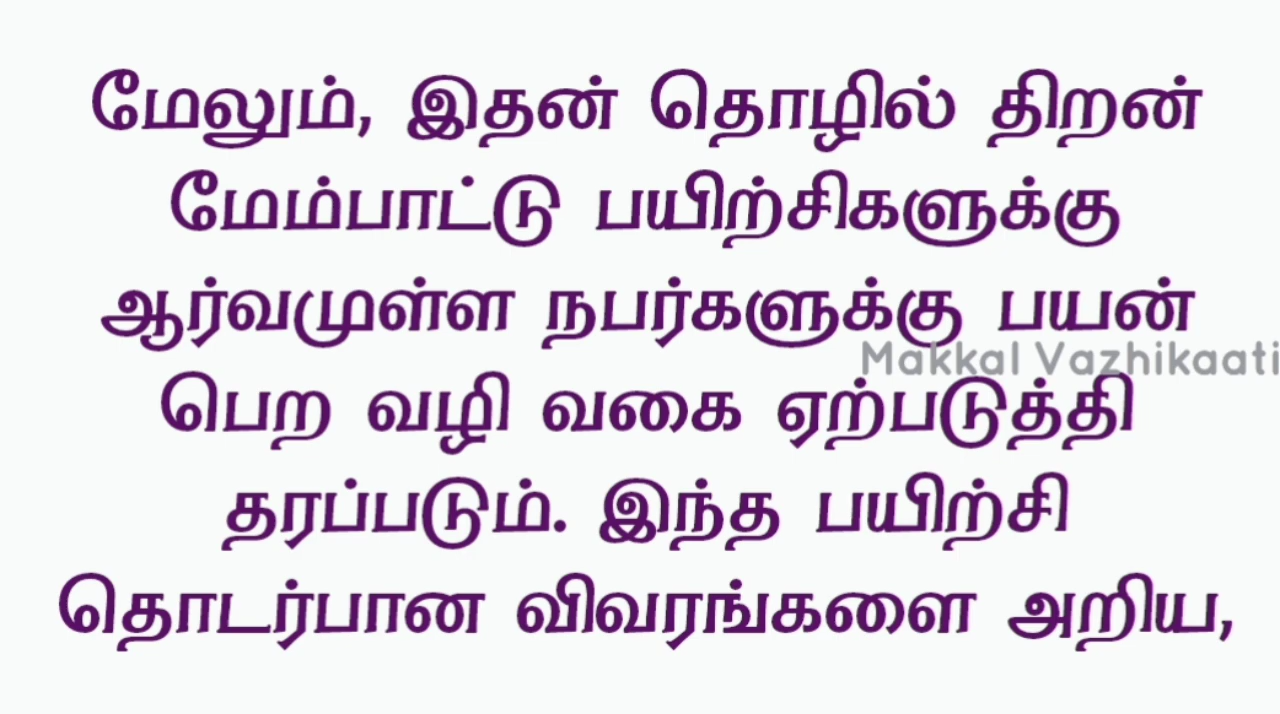 மேலும், இதன் தொழில் திறன்
மேம்பாட்டு பயிற்சிகளுக்கு
ஆர்வமுள்ள நபர்களுக்கு பயன்
Makkal Vazhikaati
பெற வழி வகை ஏற்படுத்தி
தரப்படும். இந்த பயிற்சி
தொடர்பான விவரங்களை அறிய,